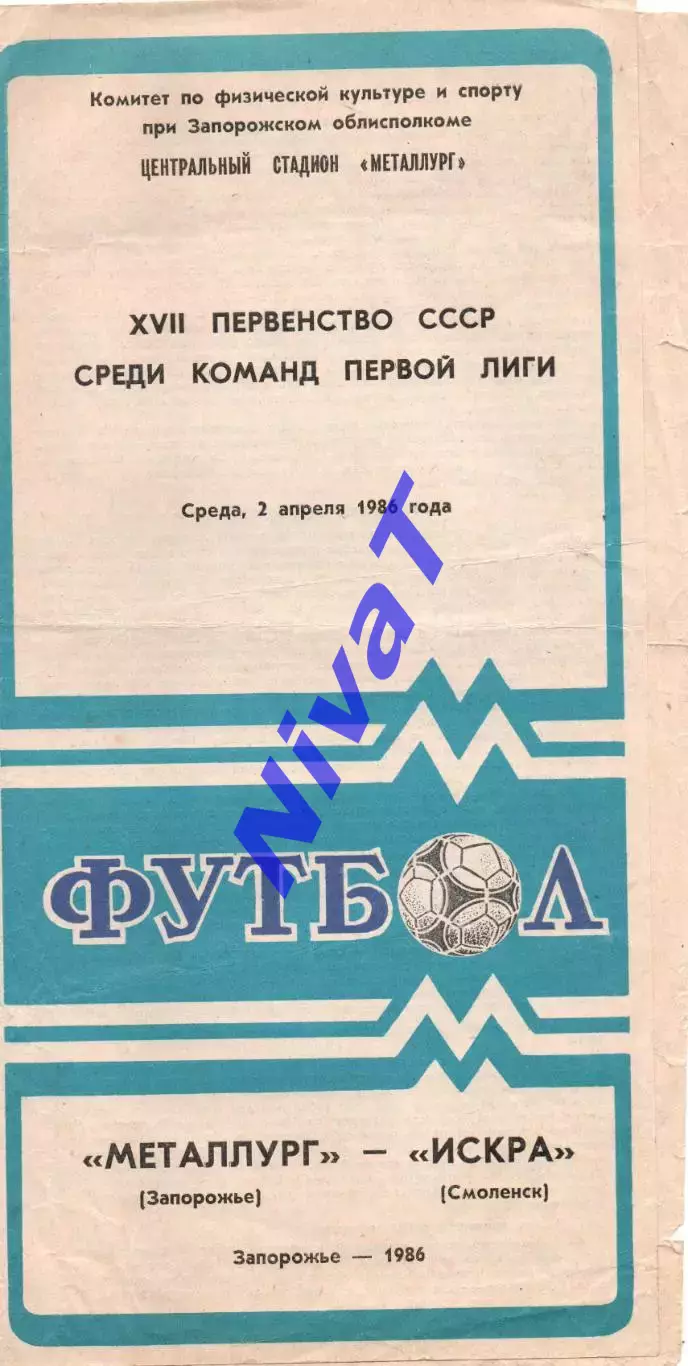 Комитет по физической культуре и спорту
при Запорожском облисполкоме
ЦЕНТРАЛЬНЫЙ СТАДИОН «МЕТАЛЛУРГ»
XVII ПЕРВЕНСТВО СССР
СРЕДИ КОМАНД ПЕРВОЙ ЛИГИ
Среда, 2 апреля 1986 года
NivaT
ФУТБОЛ
«МЕТАЛЛУРГ» — «ИСКРА»
(Запорожье) (Смоленск)
Запорожье — 1986